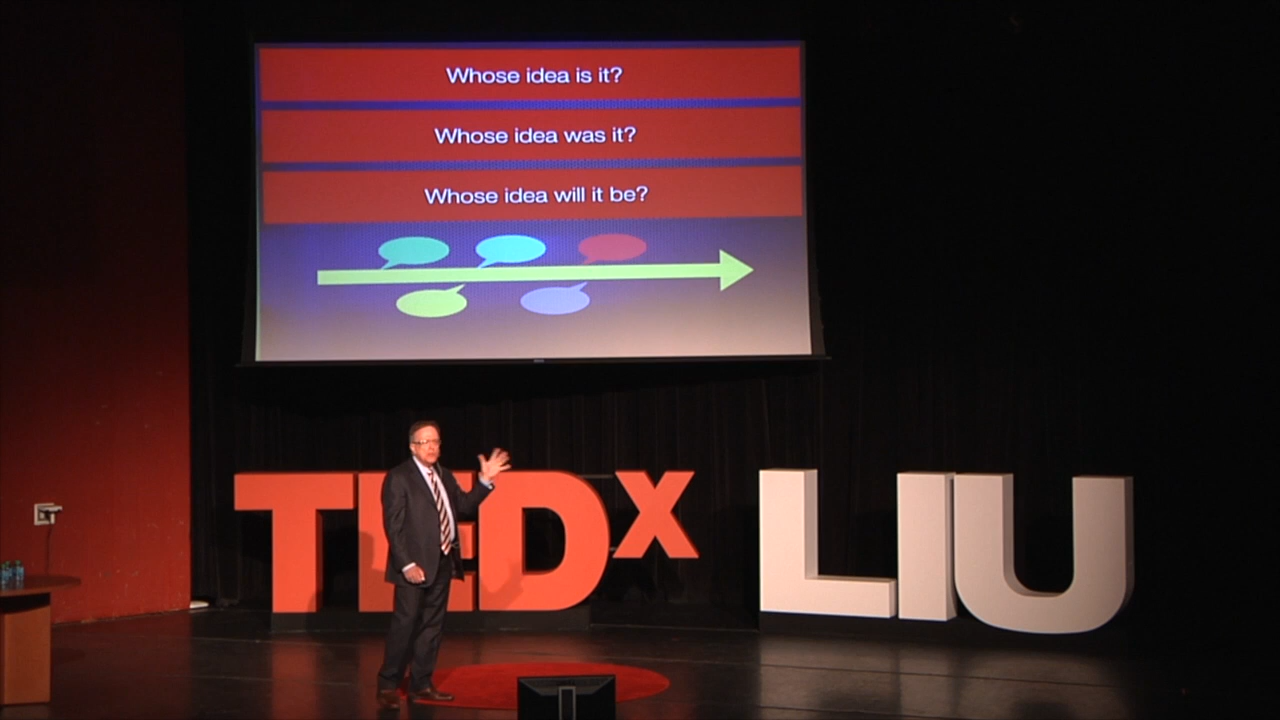 Whose idea is it?
Whose idea was it?
Whose idea will it be?
TEDx LIU